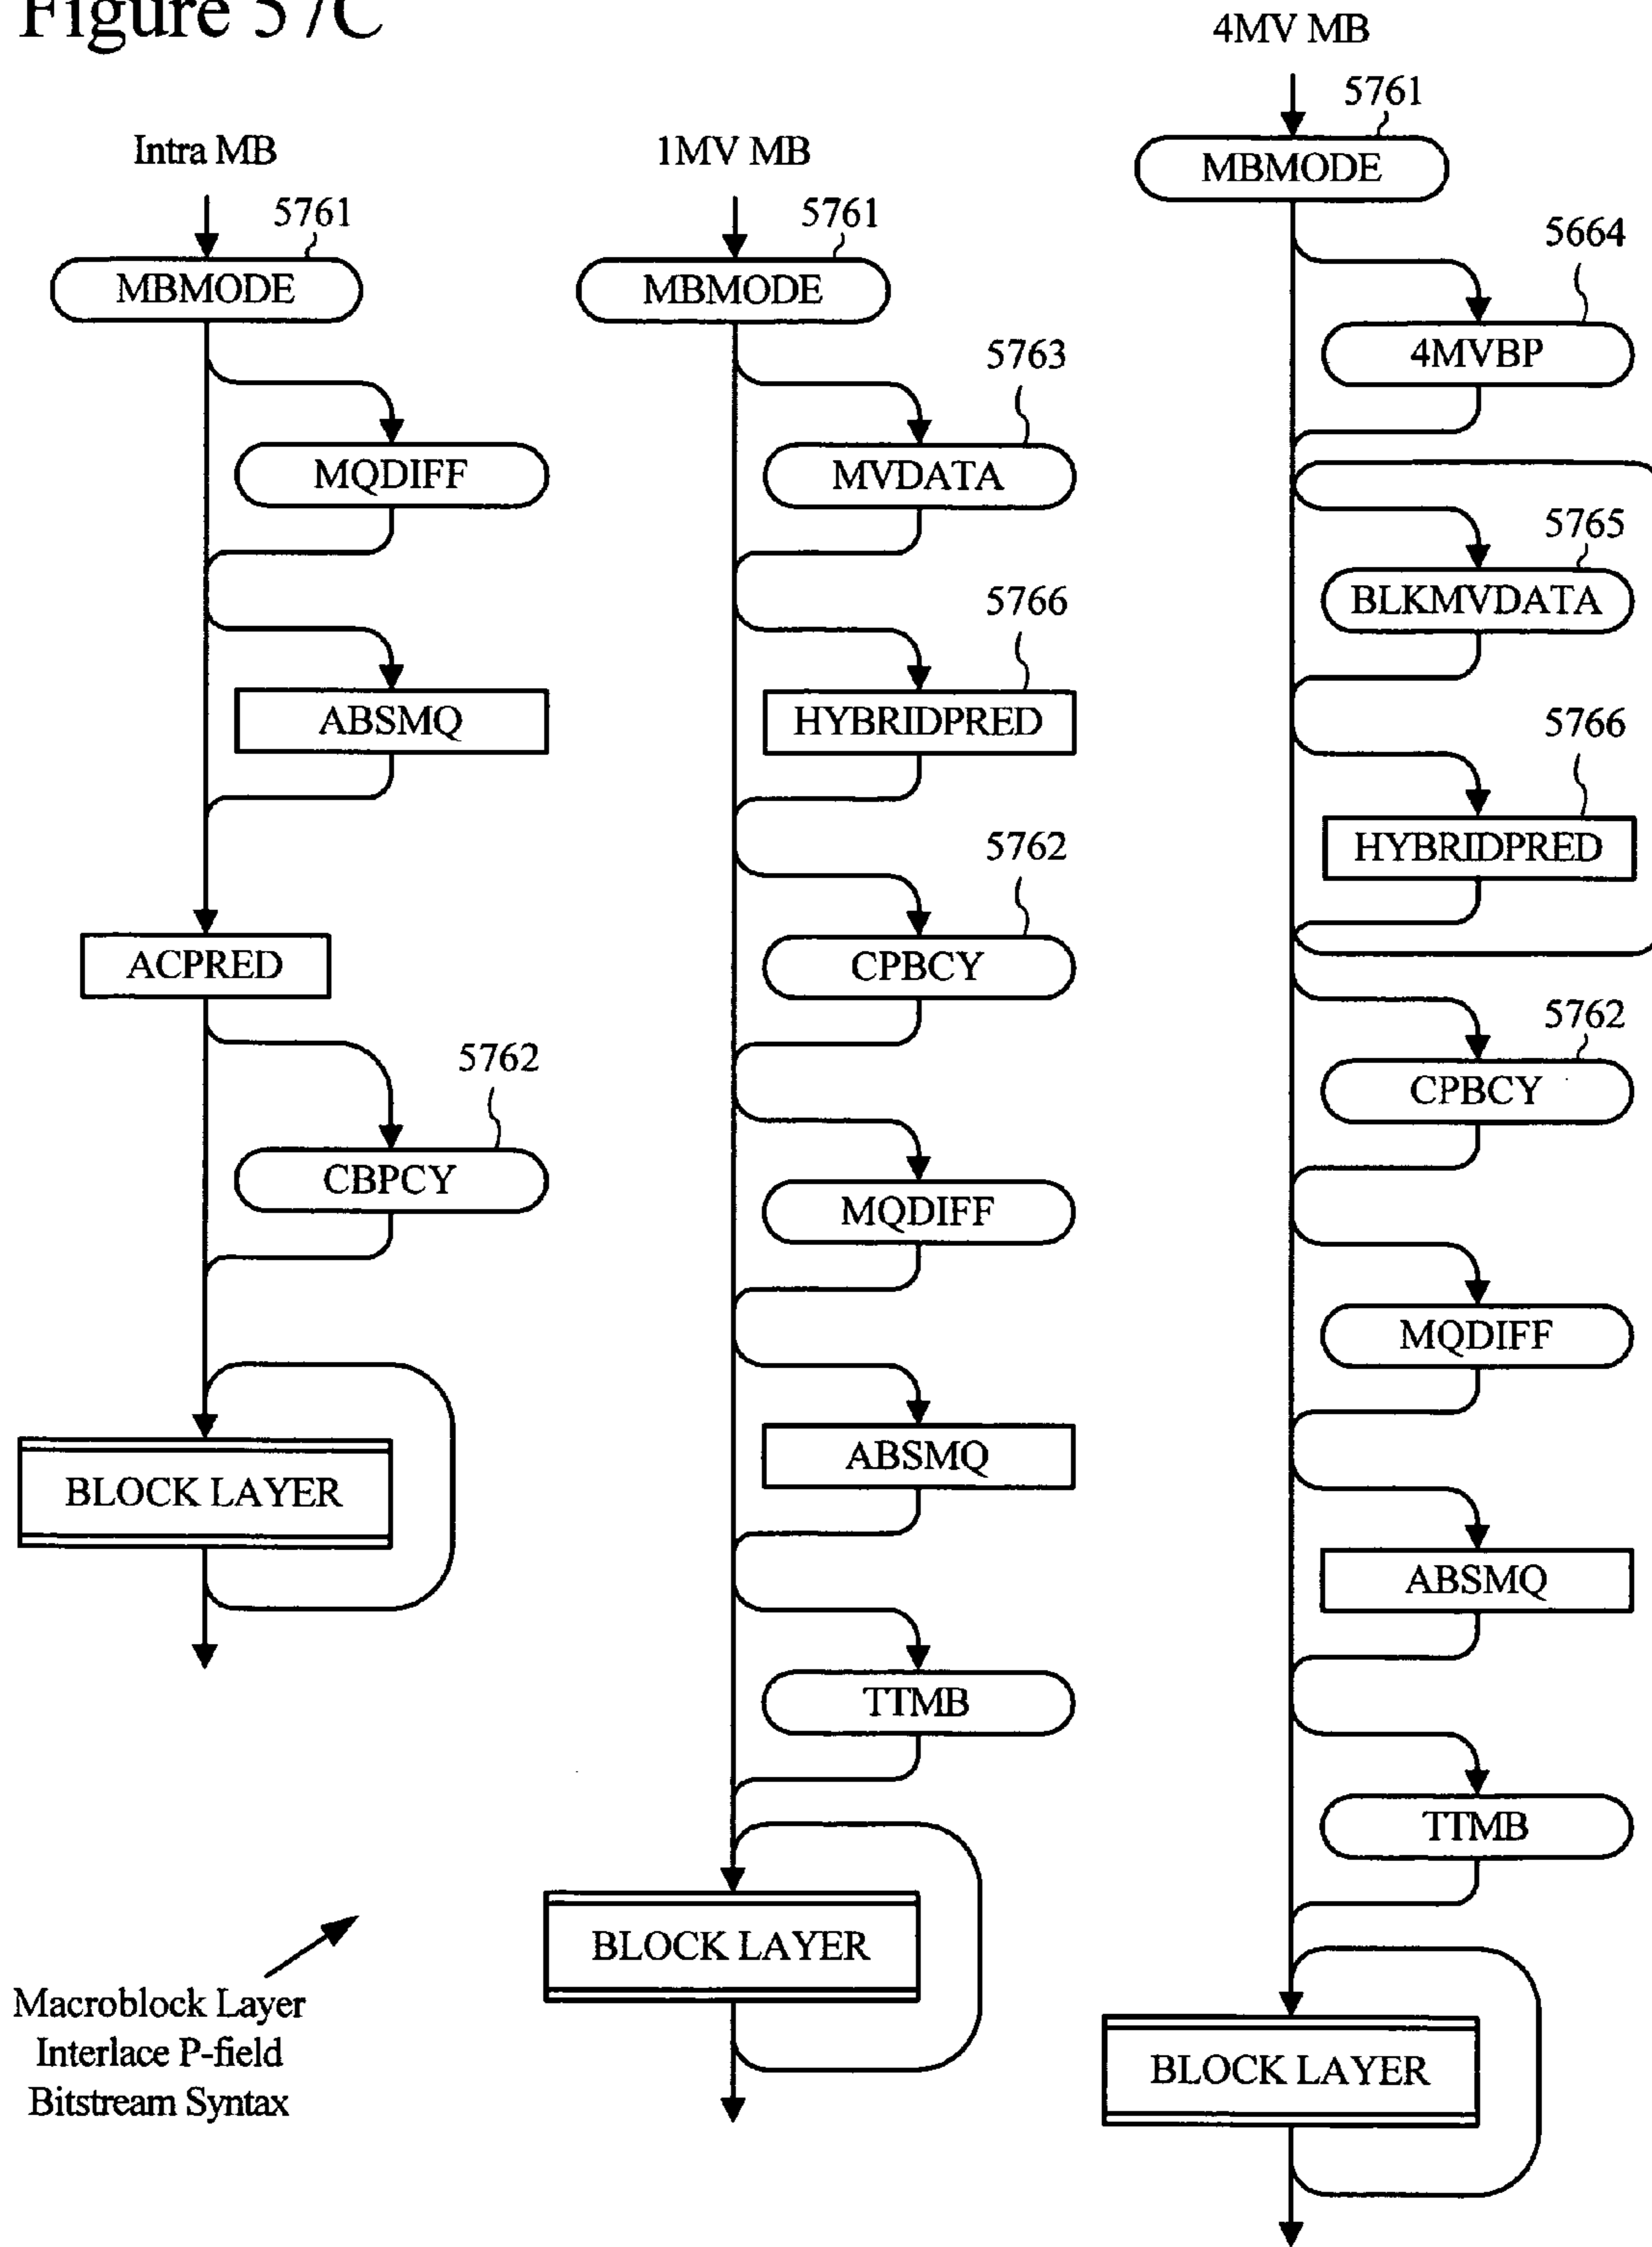 Figure 57C
Intra MB
5761
MBMODE
MQDIFF
ABSMQ
ACPRED
5762
CBPCY
BLOCK LAYER
Macroblock Layer
Interlace P-field
Bitstream Syntax
1MV MB
5761
MBMODE
5763
MVDATA
5766
HYBRIDPRED
5762
CPBCY
MQDIFF
ABSMQ
TTMB
BLOCK LAYER
4MV MB
5761
MBMODE
5664
4MVBP
5765
BLKMVDATA
5766
HYBRIDPRED
5762
CPBCY
MQDIFF
ABSMQ
TTMB
BLOCK LAYER